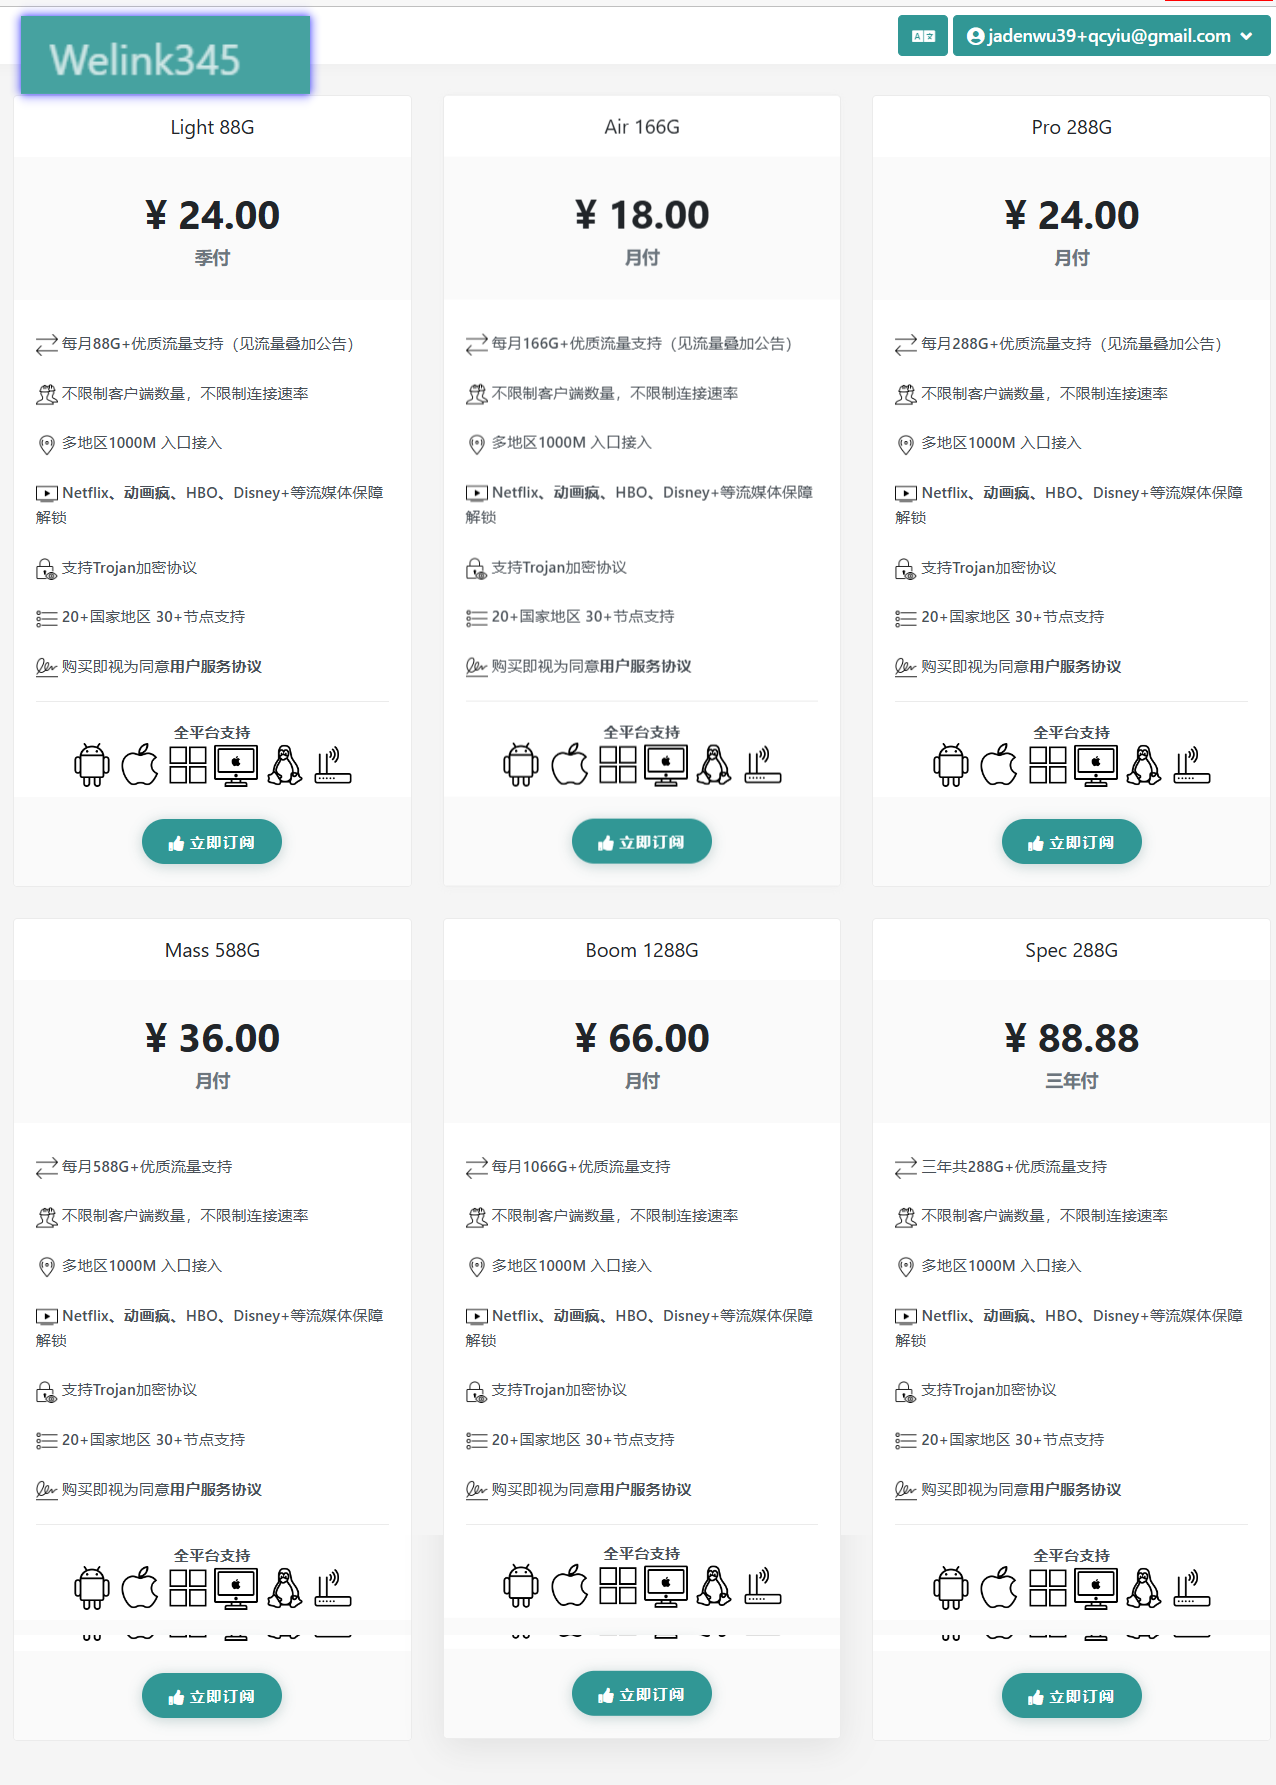 Welink345
jadenwu39+qcyiu@gmail.com
Light 88G
¥ 24.00
季付
每月88G+优质流量支持（见流量叠加公告）
不限制客户端数量，不限制连接速率
多地区1000M 入口接入
Netflix、动画疯、HBO、Disney+等流媒体保障
解锁
支持Trojan加密协议
20+国家地区 30+节点支持
购买即视为同意用户服务协议
全平台支持
立即订阅
Air 166G
¥ 18.00
月付
每月166G+优质流量支持（见流量叠加公告）
不限制客户端数量，不限制连接速率
多地区1000M 入口接入
Netflix、动画疯、HBO、Disney+等流媒体保障
解锁
支持Trojan加密协议
20+国家地区 30+节点支持
购买即视为同意用户服务协议
全平台支持
立即订阅
Pro 288G
¥ 24.00
月付
每月288G+优质流量支持（见流量叠加公告）
不限制客户端数量，不限制连接速率
多地区1000M 入口接入
Netflix、动画疯、HBO、Disney+等流媒体保障
解锁
支持Trojan加密协议
20+国家地区 30+节点支持
购买即视为同意用户服务协议
全平台支持
立即订阅
Mass 588G
¥ 36.00
月付
每月588G+优质流量支持
不限制客户端数量，不限制连接速率
多地区1000M 入口接入
Netflix、动画疯、HBO、Disney+等流媒体保障
解锁
支持Trojan加密协议
20+国家地区 30+节点支持
购买即视为同意用户服务协议
全平台支持
立即订阅
Boom 1288G
¥ 66.00
月付
每月1066G+优质流量支持
不限制客户端数量，不限制连接速率
多地区1000M 入口接入
Netflix、动画疯、HBO、Disney+等流媒体保障
解锁
支持Trojan加密协议
20+国家地区 30+节点支持
购买即视为同意用户服务协议
全平台支持
立即订阅
Spec 288G
¥ 88.88
三年付
三年共288G+优质流量支持
不限制客户端数量，不限制连接速率
多地区1000M 入口接入
Netflix、动画疯、HBO、Disney+等流媒体保障
解锁
支持Trojan加密协议
20+国家地区 30+节点支持
购买即视为同意用户服务协议
全平台支持
立即订阅